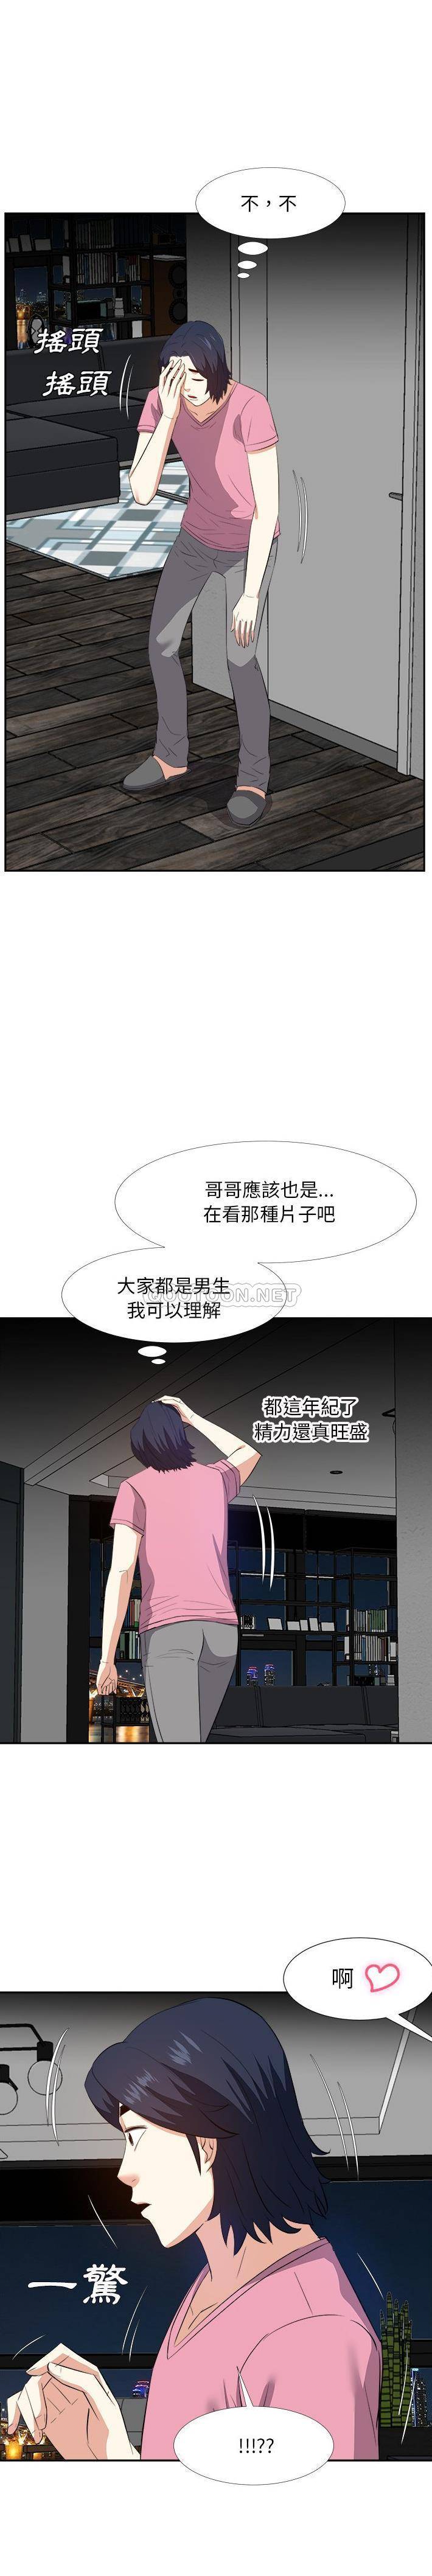 不，不
搖頭
搖頭
哥哥應該也是...
在看那種片子吧
大家都是男生
我可以理解
都這年紀了
精力還真旺盛
啊♡
一驚
!!!??